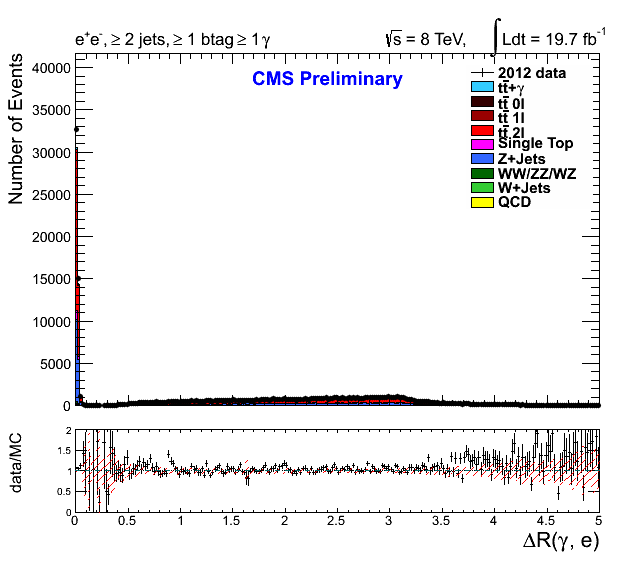 e⁺e⁻, ≥ 2 jets, ≥ 1 btag ≥ 1 γ
√s = 8 TeV, ∫ Ldt = 19.7 fb⁻¹
CMS Preliminary
2012 data
tt̄+γ
tt̄ 0l
tt̄ 1l
tt̄ 2l
Single Top
Z+Jets
WW/ZZ/WZ
W+Jets
QCD
Number of Events
40000
35000
30000
25000
20000
15000
10000
5000
0
data/MC
2
1.5
1
0.5
0
0 0.5 1 1.5 2 2.5 3 3.5 4 4.5 5
ΔR(γ, e)